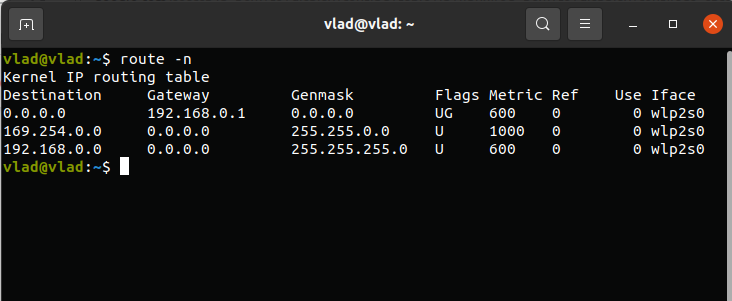 vlad@vlad: ~
vlad@vlad:~$ route -n
Kernel IP routing table
Destination     Gateway         Genmask         Flags Metric Ref    Use Iface
0.0.0.0         192.168.0.1     0.0.0.0         UG    600    0        0 wlp2s0
169.254.0.0     0.0.0.0         255.255.0.0     U     1000   0        0 wlp2s0
192.168.0.0     0.0.0.0         255.255.255.0   U     600    0        0 wlp2s0
vlad@vlad:~$